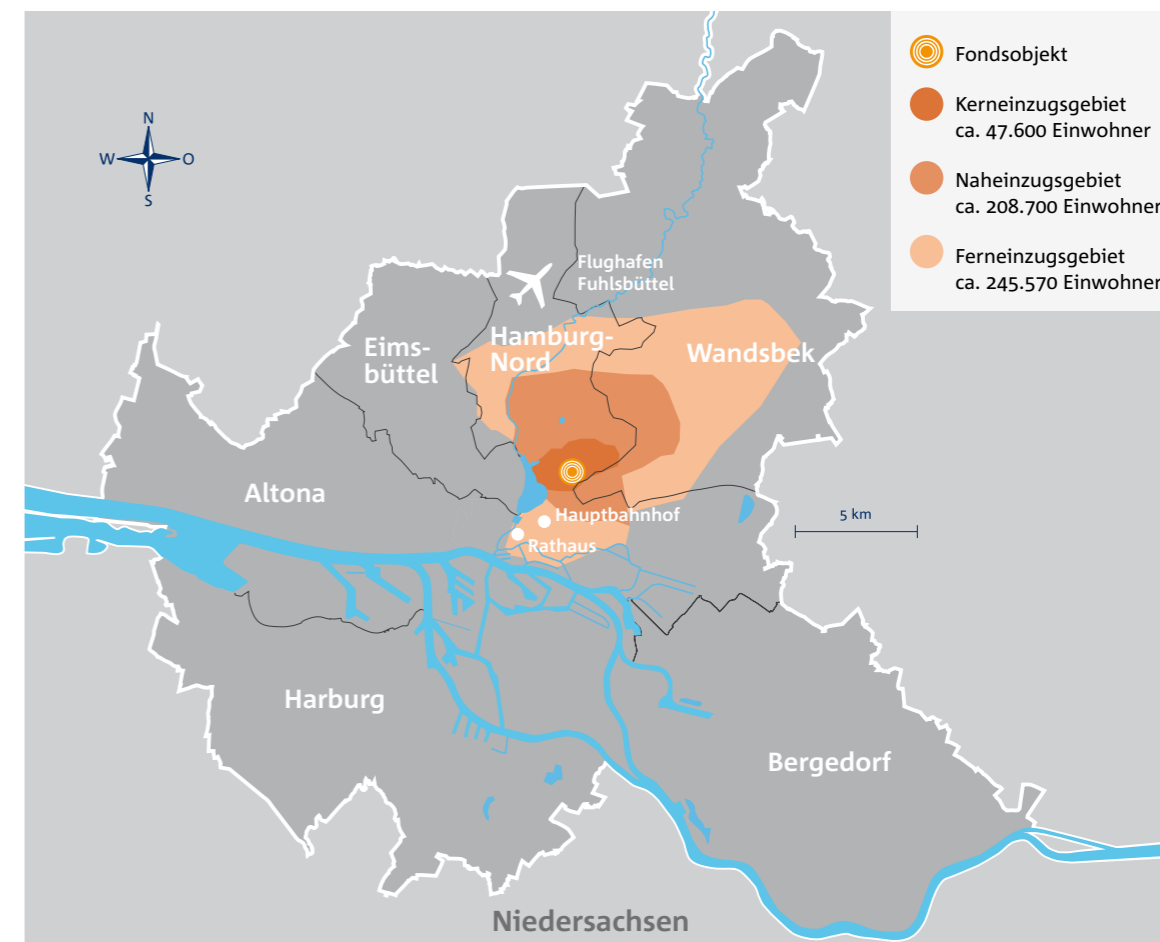 Fondsobjekt
Kerneinzugsgebiet
ca. 47.600 Einwohner
Naheinzugsgebiet
ca. 208.700 Einwohner
Ferneinzugsgebiet
ca. 245.570 Einwohner
N
W
O
S
Flughafen
Fuhlsbüttel
Hamburg-
Nord
Eims-
büttel
Wandsbek
Altona
Hauptbahnhof
Rathaus
5 km
Harburg
Bergedorf
Niedersachsen